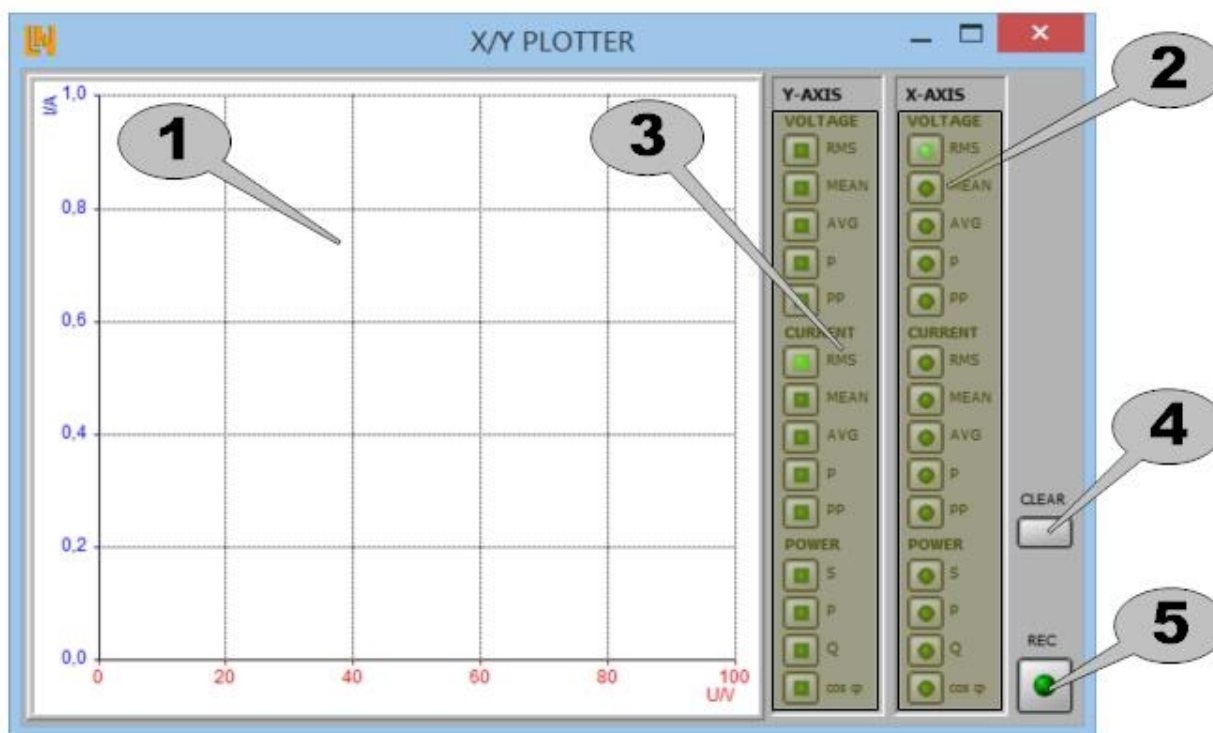 LN
X/Y PLOTTER
I/A
1,0
0,8
0,6
0,4
0,2
0,0
0 20 40 60 80 100
U/V
1
2
3
4
5
Y-AXIS
VOLTAGE
RMS
MEAN
AVG
P
PP
CURRENT
RMS
MEAN
AVG
P
PP
POWER
S
P
Q
cos φ
X-AXIS
VOLTAGE
RMS
MEAN
AVG
P
PP
CURRENT
RMS
MEAN
AVG
P
PP
POWER
S
P
Q
cos φ
CLEAR
REC